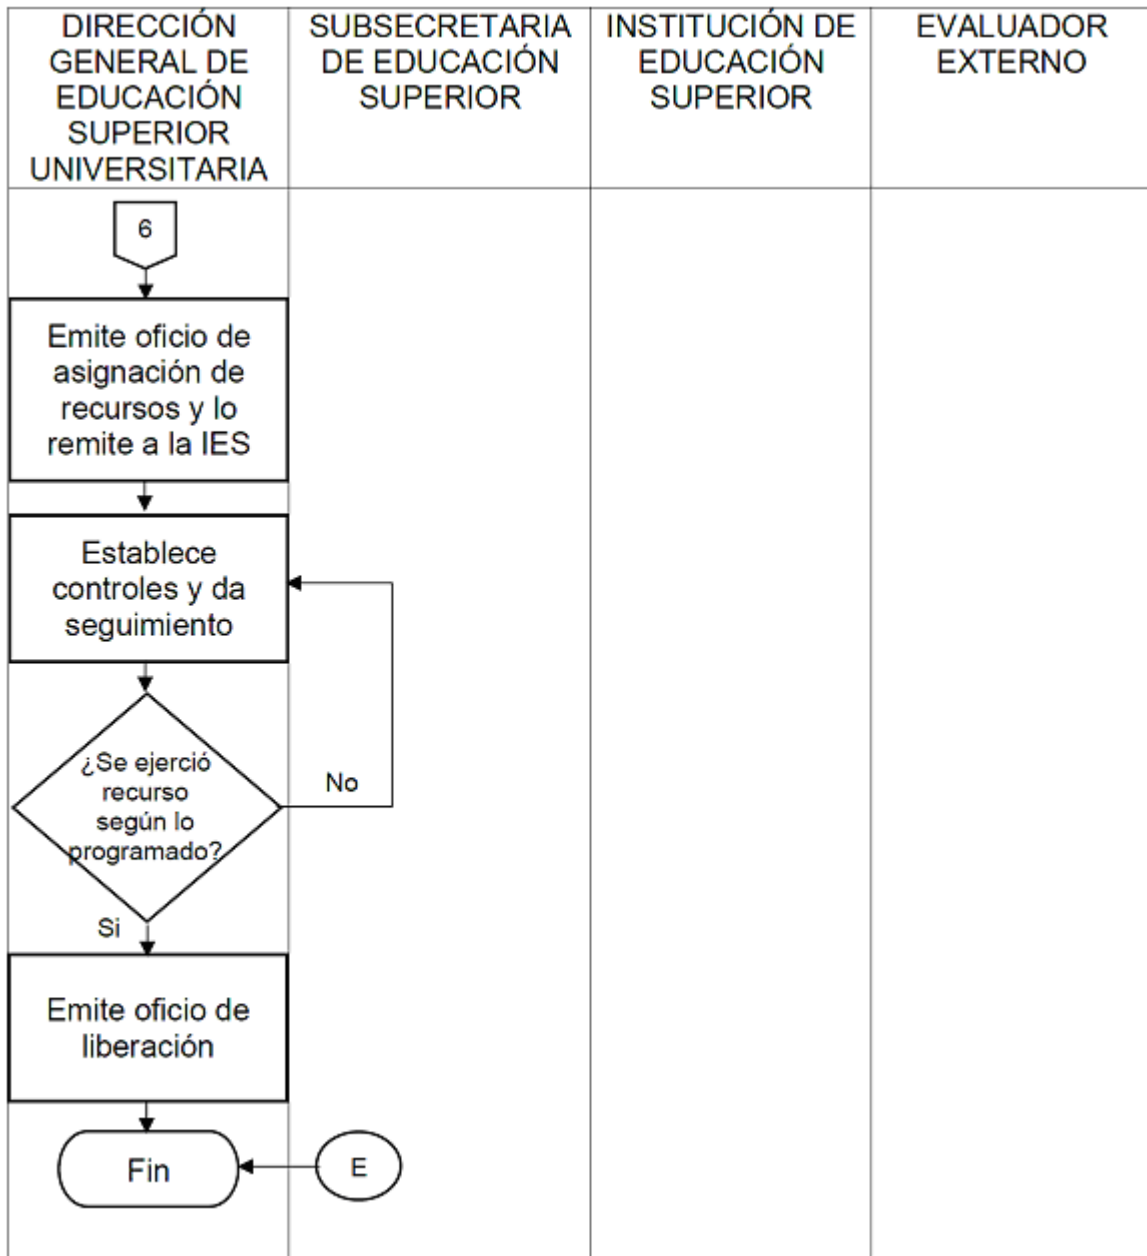 DIRECCIÓN
GENERAL DE
EDUCACIÓN
SUPERIOR
UNIVERSITARIA
SUBSECRETARIA
DE EDUCACIÓN
SUPERIOR
INSTITUCIÓN DE
EDUCACIÓN
SUPERIOR
EVALUADOR
EXTERNO
6
Emite oficio de
asignación de
recursos y lo
remite a la IES
Establece
controles y da
seguimiento
¿Se ejerció
recurso
según lo
programado?
No
Si
Emite oficio de
liberación
Fin
E